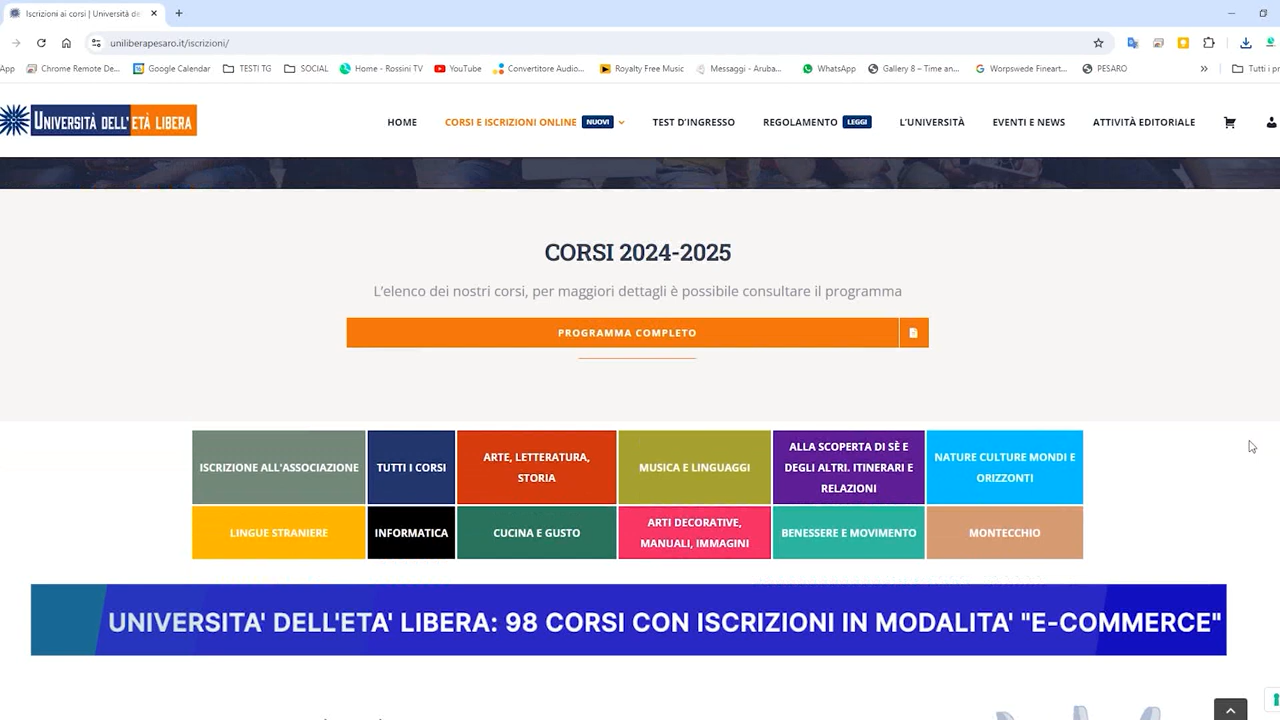 Iscrizioni ai corsi | Università de
uniliberapesaro.it/iscrizioni/
App
Chrome Remote De...
Google Calendar
TESTI TG
SOCIAL
Home - Rossini TV
YouTube
Convertitore Audio...
Royalty Free Music
Messaggi - Aruba...
WhatsApp
Gallery 8 – Time an...
Worpswede Fineart...
PESARO
»
Tutti i pr
UNIVERSITÀ DELL'ETÀ LIBERA
HOME
CORSI E ISCRIZIONI ONLINE NUOVI
TEST D'INGRESSO
REGOLAMENTO LEGGI
L'UNIVERSITÀ
EVENTI E NEWS
ATTIVITÀ EDITORIALE
CORSI 2024-2025
L'elenco dei nostri corsi, per maggiori dettagli è possibile consultare il programma
PROGRAMMA COMPLETO
ISCRIZIONE ALL'ASSOCIAZIONE
TUTTI I CORSI
ARTE, LETTERATURA,
STORIA
MUSICA E LINGUAGGI
ALLA SCOPERTA DI SÈ E
DEGLI ALTRI. ITINERARI E
RELAZIONI
NATURE CULTURE MONDI E
ORIZZONTI
LINGUE STRANIERE
INFORMATICA
CUCINA E GUSTO
ARTI DECORATIVE,
MANUALI, IMMAGINI
BENESSERE E MOVIMENTO
MONTECCHIO
UNIVERSITA' DELL'ETA' LIBERA: 98 CORSI CON ISCRIZIONI IN MODALITA' "E-COMMERCE"